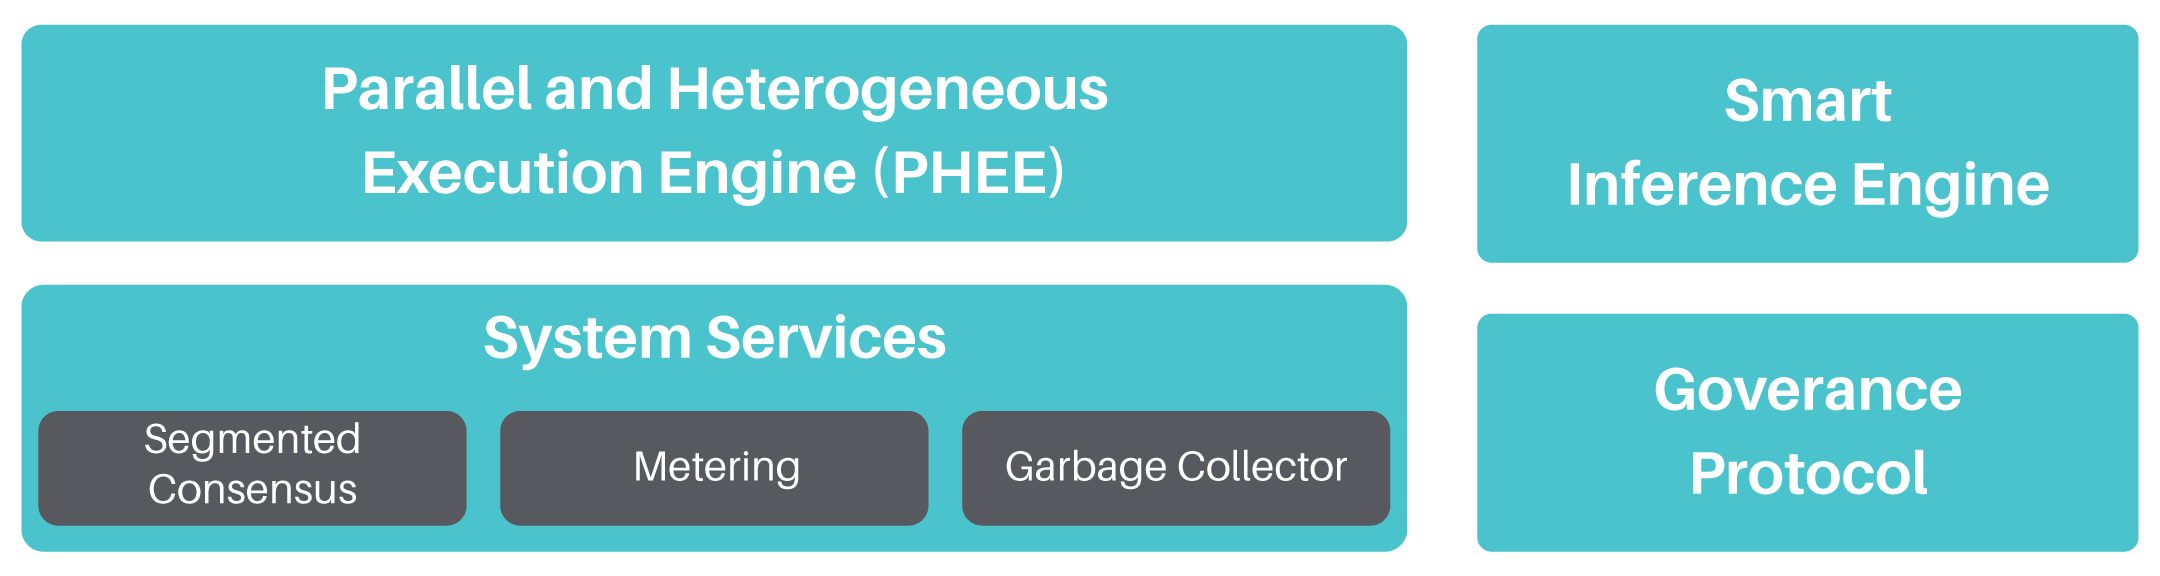 Parallel and Heterogeneous
Execution Engine (PHEE)
System Services
Segmented
Consensus
Metering
Garbage Collector
Smart
Inference Engine
Goverance
Protocol